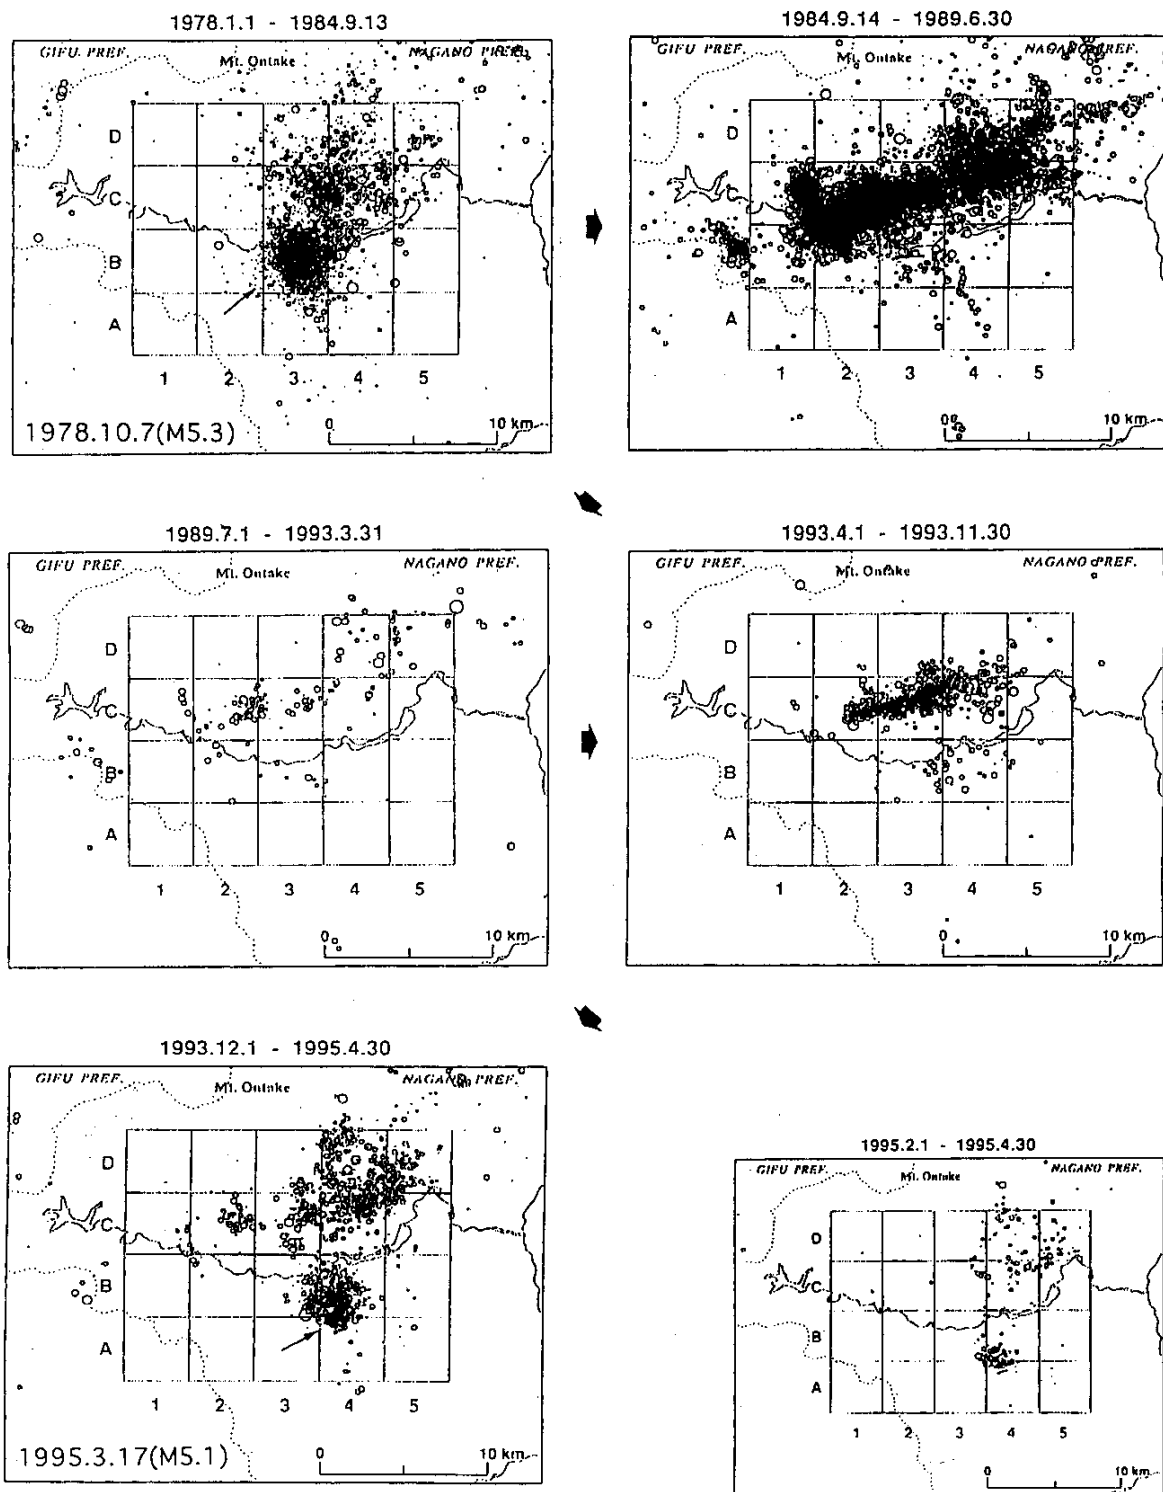 1978.1.1 - 1984.9.13
GIFU PREF.
Mt. Ontake
NAGANO PREF.
D
C
B
A
1 2 3 4 5
1978.10.7(M5.3)
0 10 km
1984.9.14 - 1989.6.30
GIFU PREF.
Mt. Ontake
NAGANO PREF.
D
C
B
A
1 2 3 4 5
0 10 km
1989.7.1 - 1993.3.31
GIFU PREF.
Mt. Ontake
NAGANO PREF.
D
C
B
A
1 2 3 4 5
0 10 km
1993.4.1 - 1993.11.30
GIFU PREF.
Mt. Ontake
NAGANO PREF.
D
C
B
A
1 2 3 4 5
0 10 km
1993.12.1 - 1995.4.30
GIFU PREF.
Mt. Ontake
NAGANO PREF.
D
C
B
A
1 2 3 4 5
1995.3.17(M5.1)
0 10 km
1995.2.1 - 1995.4.30
GIFU PREF.
Mt. Ontake
NAGANO PREF.
D
C
B
A
1 2 3 4 5
0 10 km